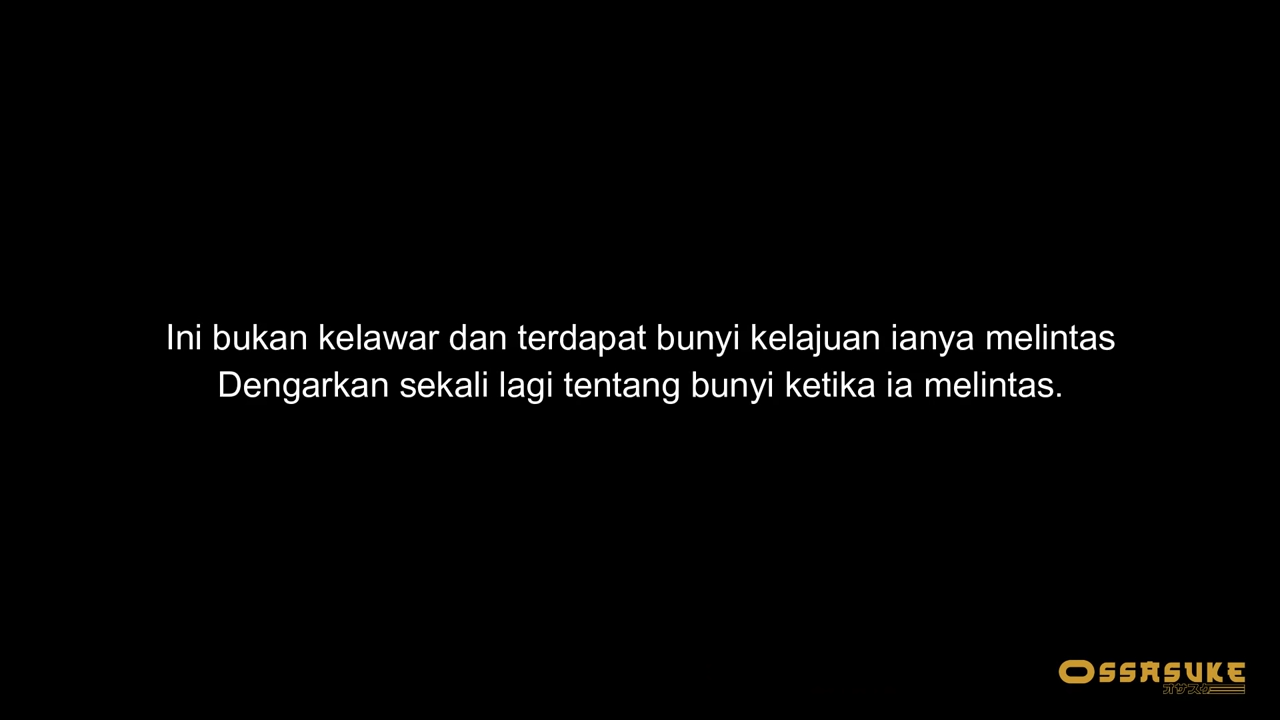 Ini bukan kelawar dan terdapat bunyi kelajuan ianya melintas
Dengarkan sekali lagi tentang bunyi ketika ia melintas.
OSSASUKE
オサスケ